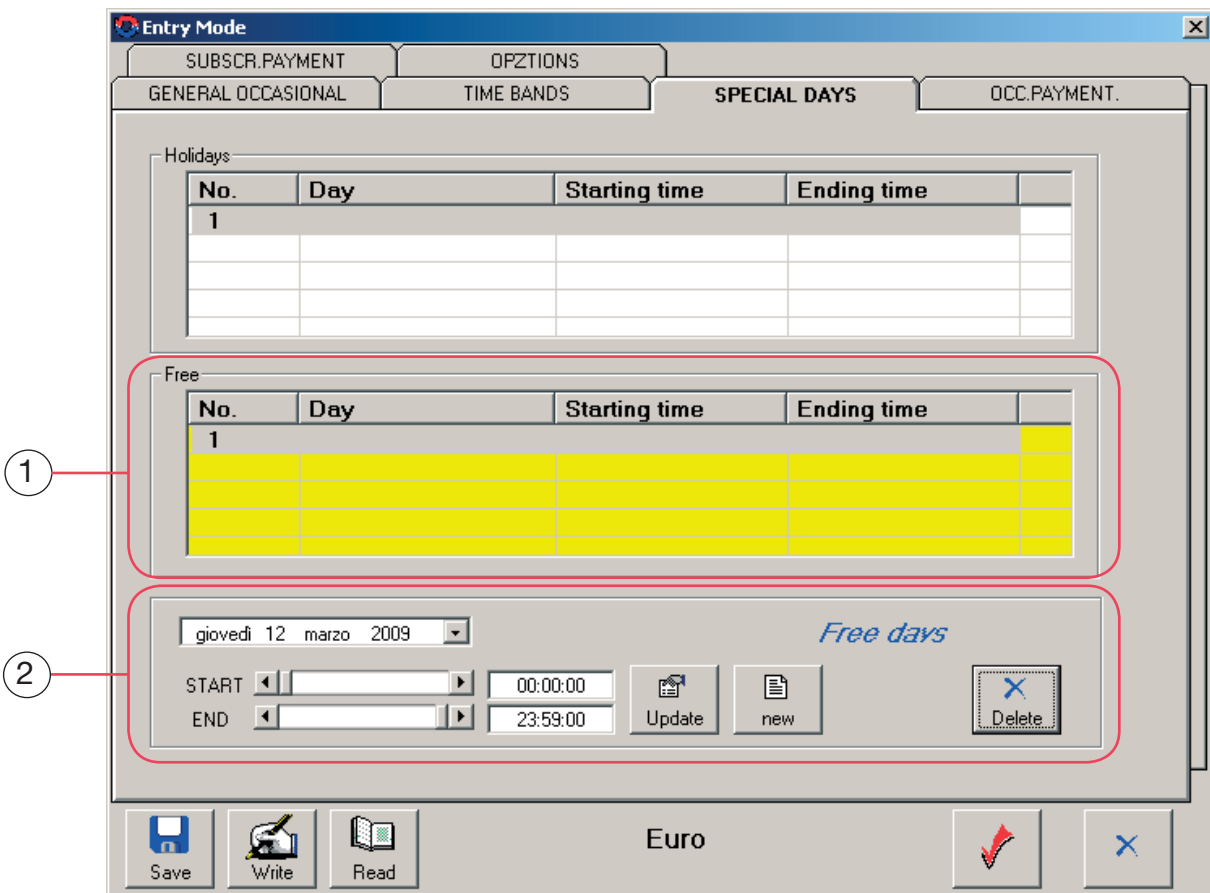 Entry Mode
SUBSCR.PAYMENT OPZTIONS
GENERAL OCCASIONAL TIME BANDS SPECIAL DAYS OCC.PAYMENT.
Holidays
No. Day Starting time Ending time
1
Free
No. Day Starting time Ending time
1
1
giovedì 12 marzo 2009 Free days
2
START 00:00:00
END 23:59:00
Update new Delete
Euro
Save Write Read